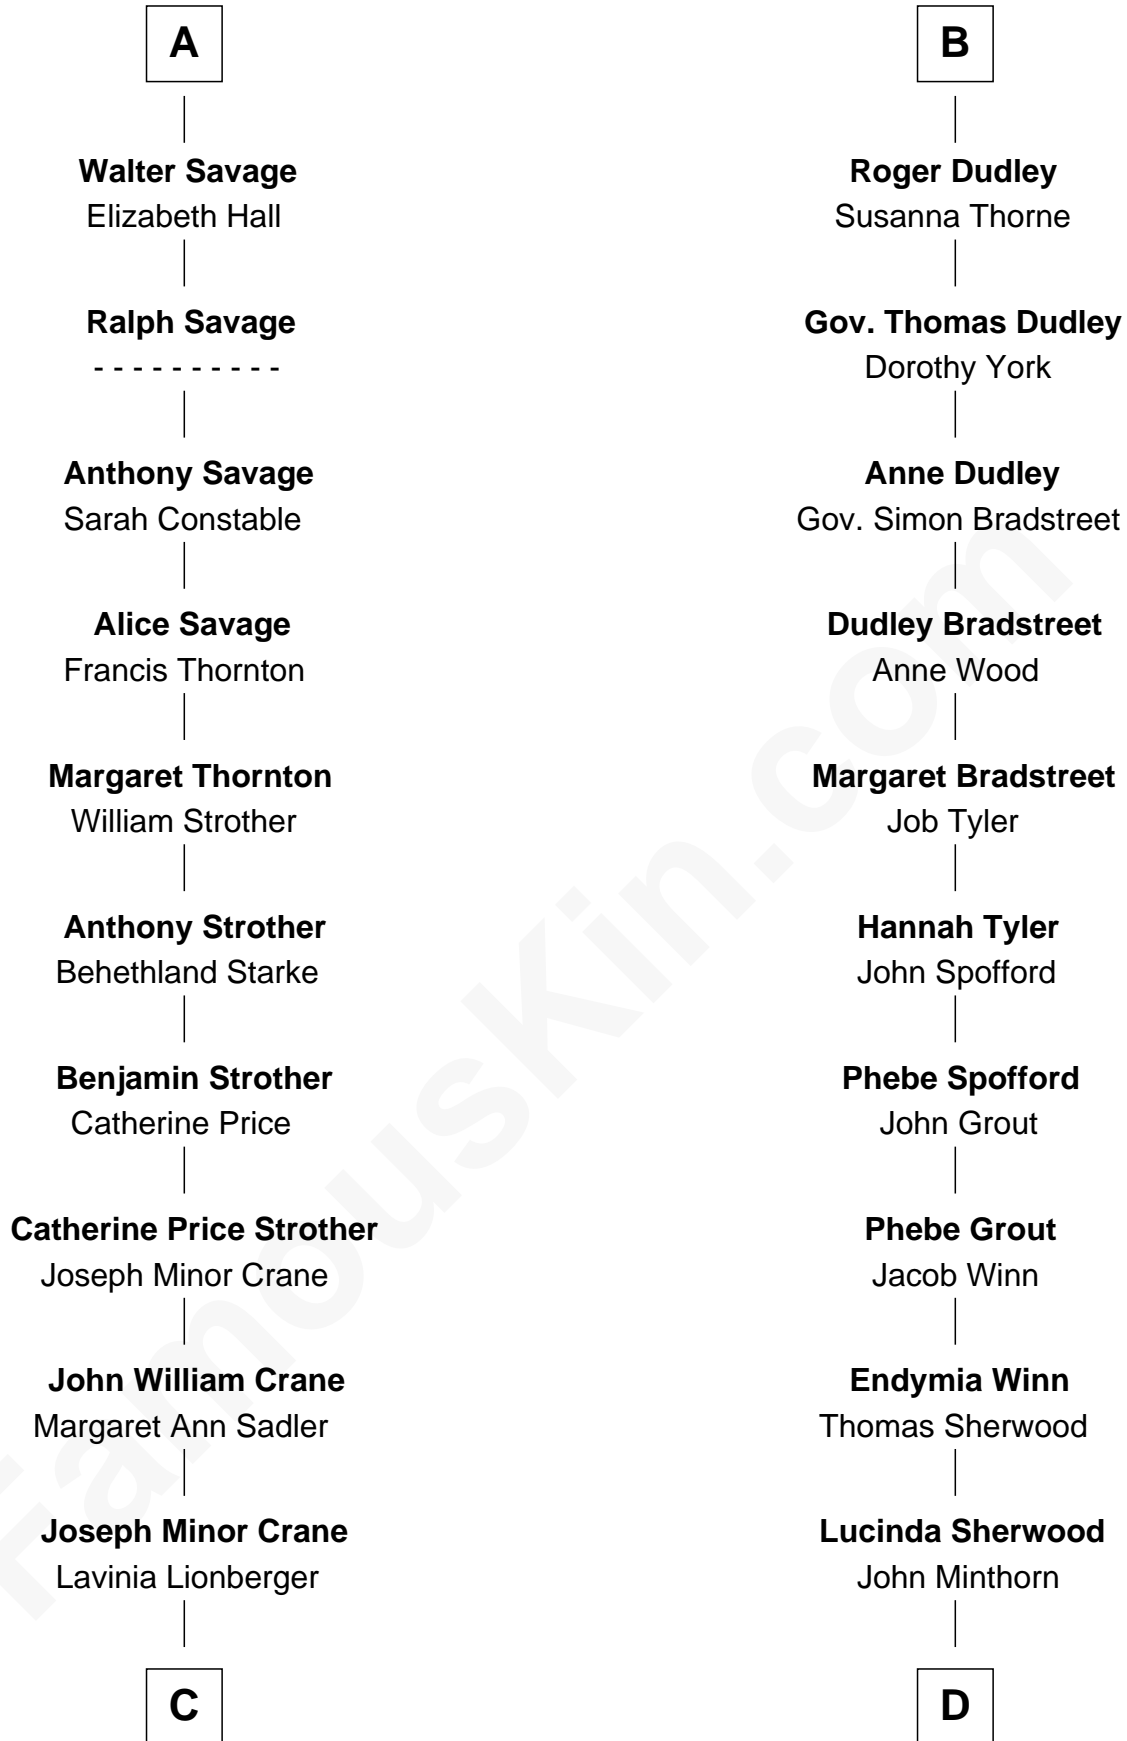 A
Walter Savage
Elizabeth Hall
Ralph Savage
- - - - - - - - - -
Anthony Savage
Sarah Constable
Alice Savage
Francis Thornton
Margaret Thornton
William Strother
Anthony Strother
Behethland Starke
Benjamin Strother
Catherine Price
Catherine Price Strother
Joseph Minor Crane
John William Crane
Margaret Ann Sadler
Joseph Minor Crane
Lavinia Lionberger
C
B
Roger Dudley
Susanna Thorne
Gov. Thomas Dudley
Dorothy York
Anne Dudley
Gov. Simon Bradstreet
Dudley Bradstreet
Anne Wood
Margaret Bradstreet
Job Tyler
Hannah Tyler
John Spofford
Phebe Spofford
John Grout
Phebe Grout
Jacob Winn
Endymia Winn
Thomas Sherwood
Lucinda Sherwood
John Minthorn
D
FamousKin.com